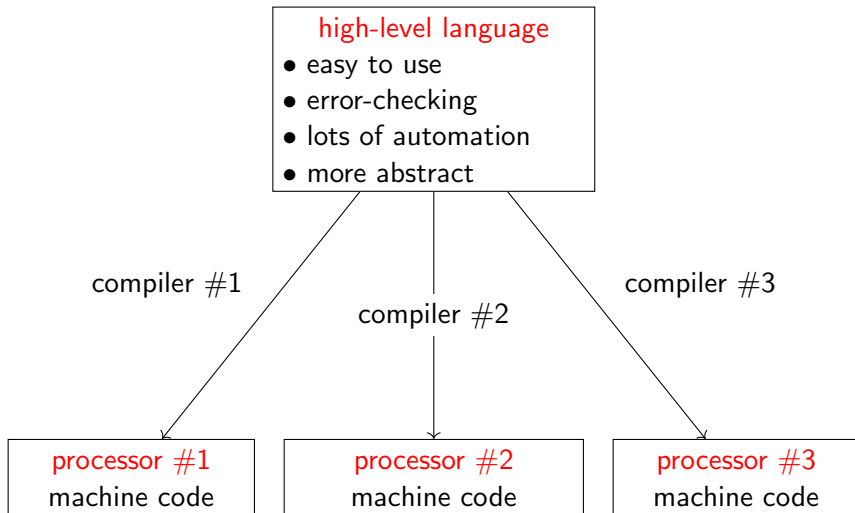 high-level language
• easy to use
• error-checking
• lots of automation
• more abstract
compiler #1
compiler #2
compiler #3
processor #1
machine code
processor #2
machine code
processor #3
machine code